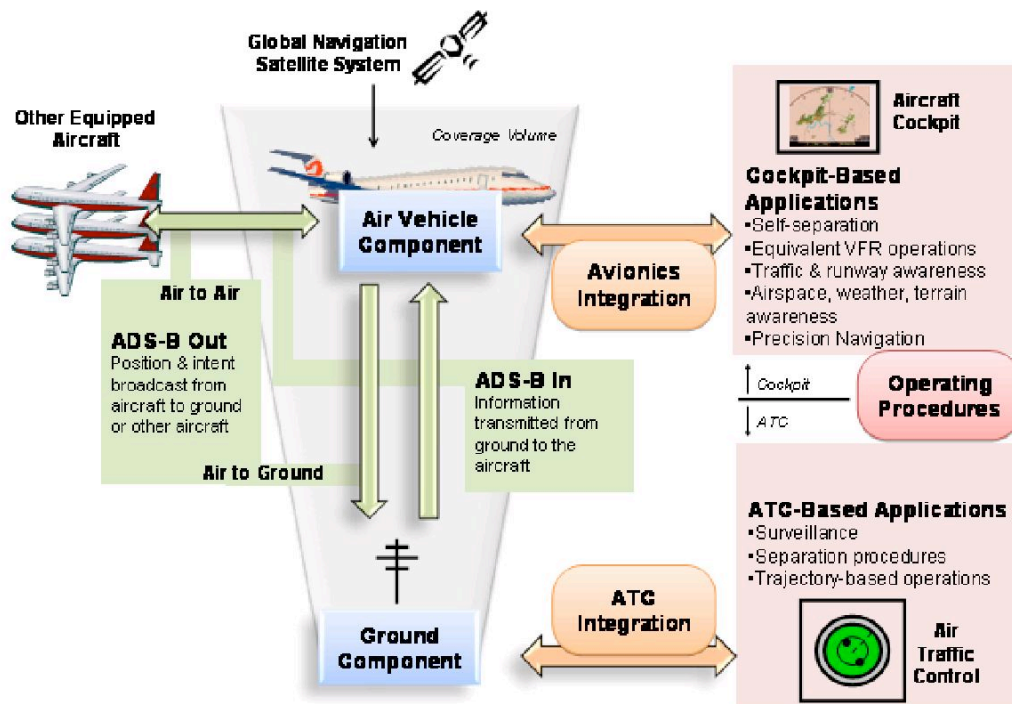 Global Navigation
Satellite System
Other Equipped
Aircraft
Coverage Volume
Air Vehicle
Component
Air to Air
ADS-B Out
Position & intent
broadcast from
aircraft to ground
or other aircraft
Air to Ground
ADS-B In
Information
transmitted from
ground to the
aircraft
Ground
Component
Avionics
Integration
ATC
Integration
Aircraft
Cockpit
Cockpit-Based
Applications
▪Self-separation
▪Equivalent VFR operations
▪Traffic & runway awareness
▪Airspace, weather, terrain
awareness
▪Precision Navigation
Cockpit
ATC
Operating
Procedures
ATC-Based Applications
▪Surveillance
▪Separation procedures
▪Trajectory-based operations
Air
Traffic
Control